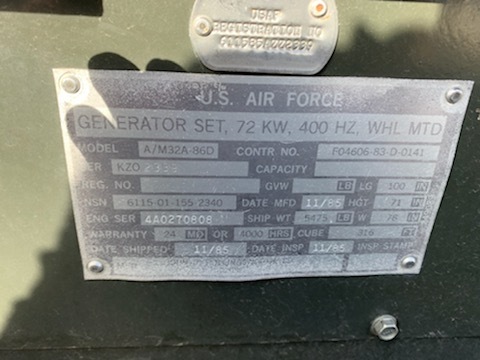 USAF
REGISTRATION NO
U.S. AIR FORCE
GENERATOR SET, 72 KW, 400 HZ, WHL MTD
MODEL A/M32A-86D CONTR NO. F04606-83-D-0141
SER KZO CAPACITY
REG. NO. GVW LB LG 100 IN
NSN 6115-01-155 2340 DATE MFD 11/85 HGT 71 IN
ENG SER 4A0270808 SHIP WT 5475 LB W 76 IN
WARRANTY 24 MO OR 4000 HRS CUBE 316 FT
DATE SHIPPED 11/85 DATE INSP 11/85 INSP STAMP